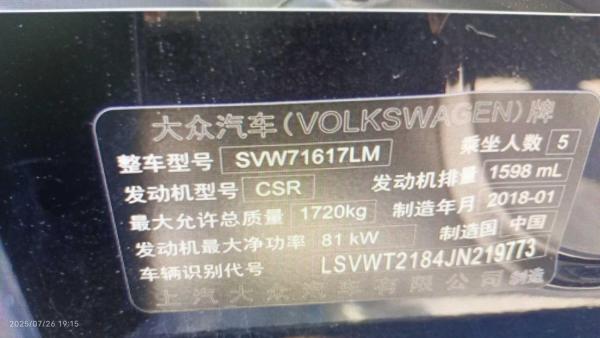 大众汽车(VOLKSWAGEN)牌
整车型号 SVW71617LM 乘坐人数 5
发动机型号 CSR 发动机排量 1598 mL
最大允许总质量 1720kg 制造年月 2018-01
发动机最大净功率 81 kW 制造国 中国
车辆识别代号 LSVWT2184JN219773
上汽大众汽车有限公司 制造
2025/07/26 19:15